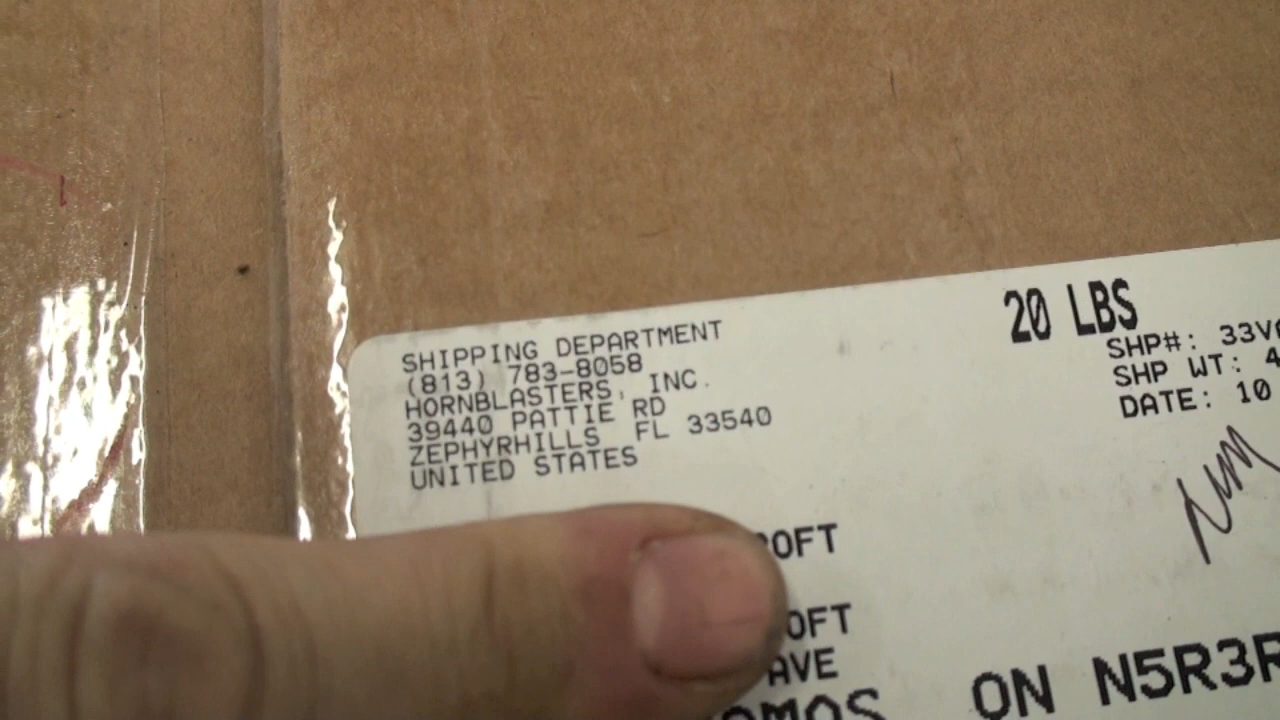 SHIPPING DEPARTMENT
(813) 783-8058
HORNBLASTERS, INC.
39440 PATTIE RD
ZEPHYRHILLS FL 33540
UNITED STATES
20 LBS
SHP#: 33V
SHP WT: 4
DATE: 10
OFT
OFT
AVE
OMOS ON N5R3R